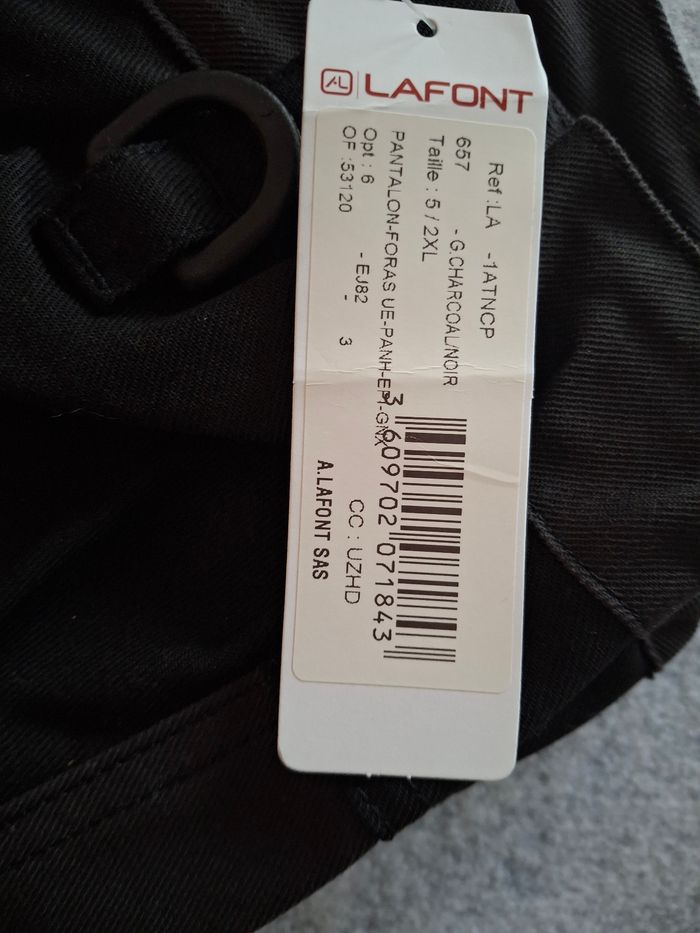 LAFONT
Ref :LA -1ATNCP
657 - G.CHARCOAL/NOIR
Taille : 5 / 2XL
PANTALON-FORAS UE-PANH-EPI-GNX
Opt : 6 - EJ82
OF :53120 - 3
3 609702 071843
CC : UZHD
A.LAFONT SAS